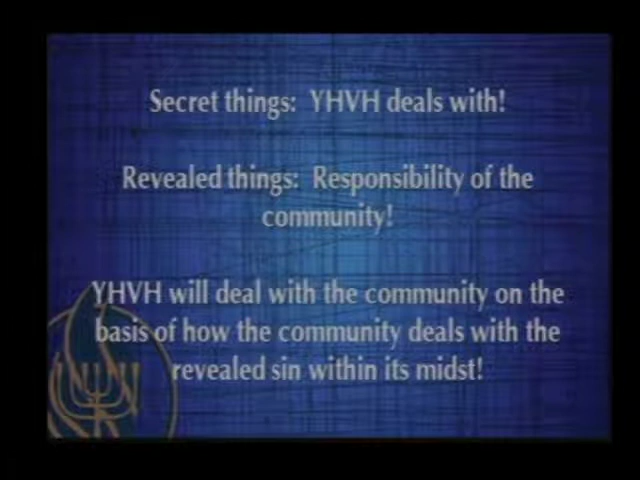 Secret things: YHVH deals with!
Revealed things: Responsibility of the
community!
YHVH will deal with the community on the
basis of how the community deals with the
revealed sin within its midst!